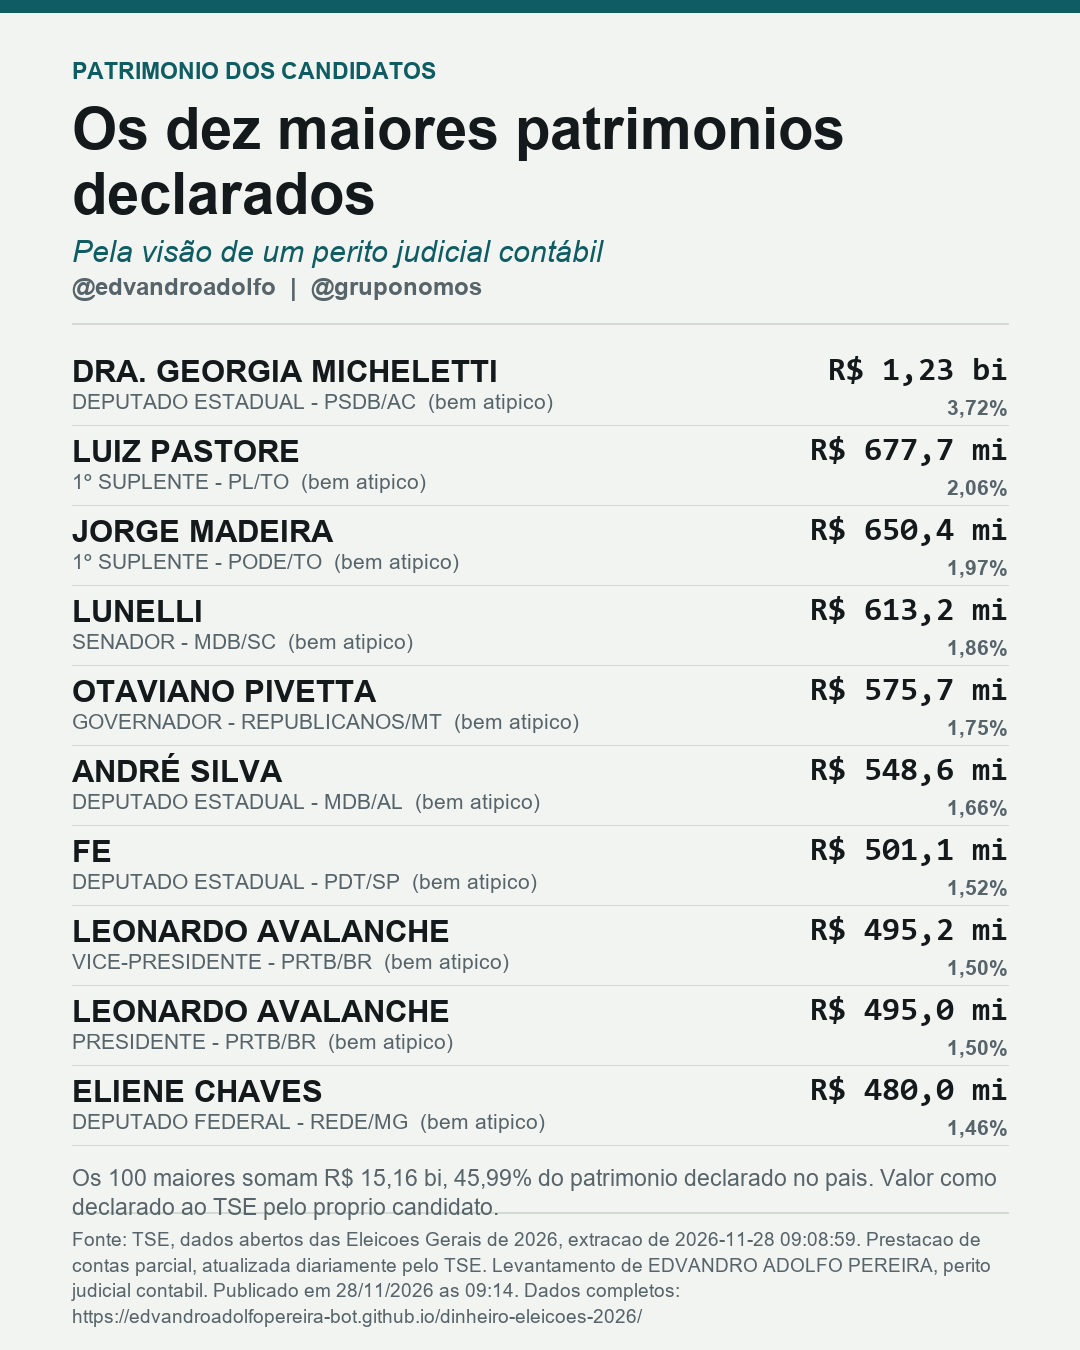 PATRIMONIO DOS CANDIDATOS
Os dez maiores patrimonios
declarados
Pela visão de um perito judicial contábil
@edvandroadolfo | @gruponomos
DRA. GEORGIA MICHELETTI
R$ 1,23 bi
DEPUTADO ESTADUAL - PSDB/AC (bem atipico)
3,72%
LUIZ PASTORE
R$ 677,7 mi
1º SUPLENTE - PL/TO (bem atipico)
2,06%
JORGE MADEIRA
R$ 650,4 mi
1º SUPLENTE - PODE/TO (bem atipico)
1,97%
LUNELLI
R$ 613,2 mi
SENADOR - MDB/SC (bem atipico)
1,86%
OTAVIANO PIVETTA
R$ 575,7 mi
GOVERNADOR - REPUBLICANOS/MT (bem atipico)
1,75%
ANDRÉ SILVA
R$ 548,6 mi
DEPUTADO ESTADUAL - MDB/AL (bem atipico)
1,66%
FE
R$ 501,1 mi
DEPUTADO ESTADUAL - PDT/SP (bem atipico)
1,52%
LEONARDO AVALANCHE
R$ 495,2 mi
VICE-PRESIDENTE - PRTB/BR (bem atipico)
1,50%
LEONARDO AVALANCHE
R$ 495,0 mi
PRESIDENTE - PRTB/BR (bem atipico)
1,50%
ELIENE CHAVES
R$ 480,0 mi
DEPUTADO FEDERAL - REDE/MG (bem atipico)
1,46%
Os 100 maiores somam R$ 15,16 bi, 45,99% do patrimonio declarado no pais. Valor como
declarado ao TSE pelo proprio candidato.
Fonte: TSE, dados abertos das Eleicoes Gerais de 2026, extracao de 2026-11-28 09:08:59. Prestacao de
contas parcial, atualizada diariamente pelo TSE. Levantamento de EDVANDRO ADOLFO PEREIRA, perito
judicial contabil. Publicado em 28/11/2026 as 09:14. Dados completos:
https://edvandroadolfopereira-bot.github.io/dinheiro-eleicoes-2026/